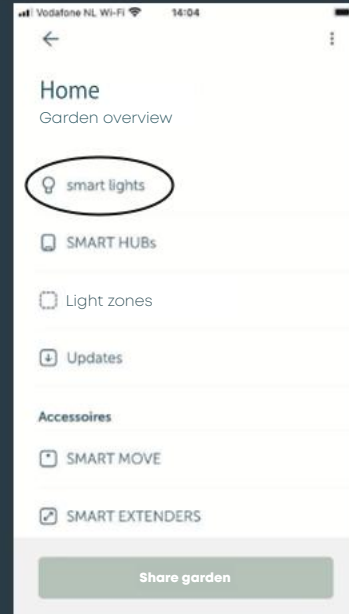 Vodafone NL Wi-Fi 14:04
Home
Garden overview
smart lights
SMART HUBs
Light zones
Updates
Accessoires
SMART MOVE
SMART EXTENDERS
Share garden